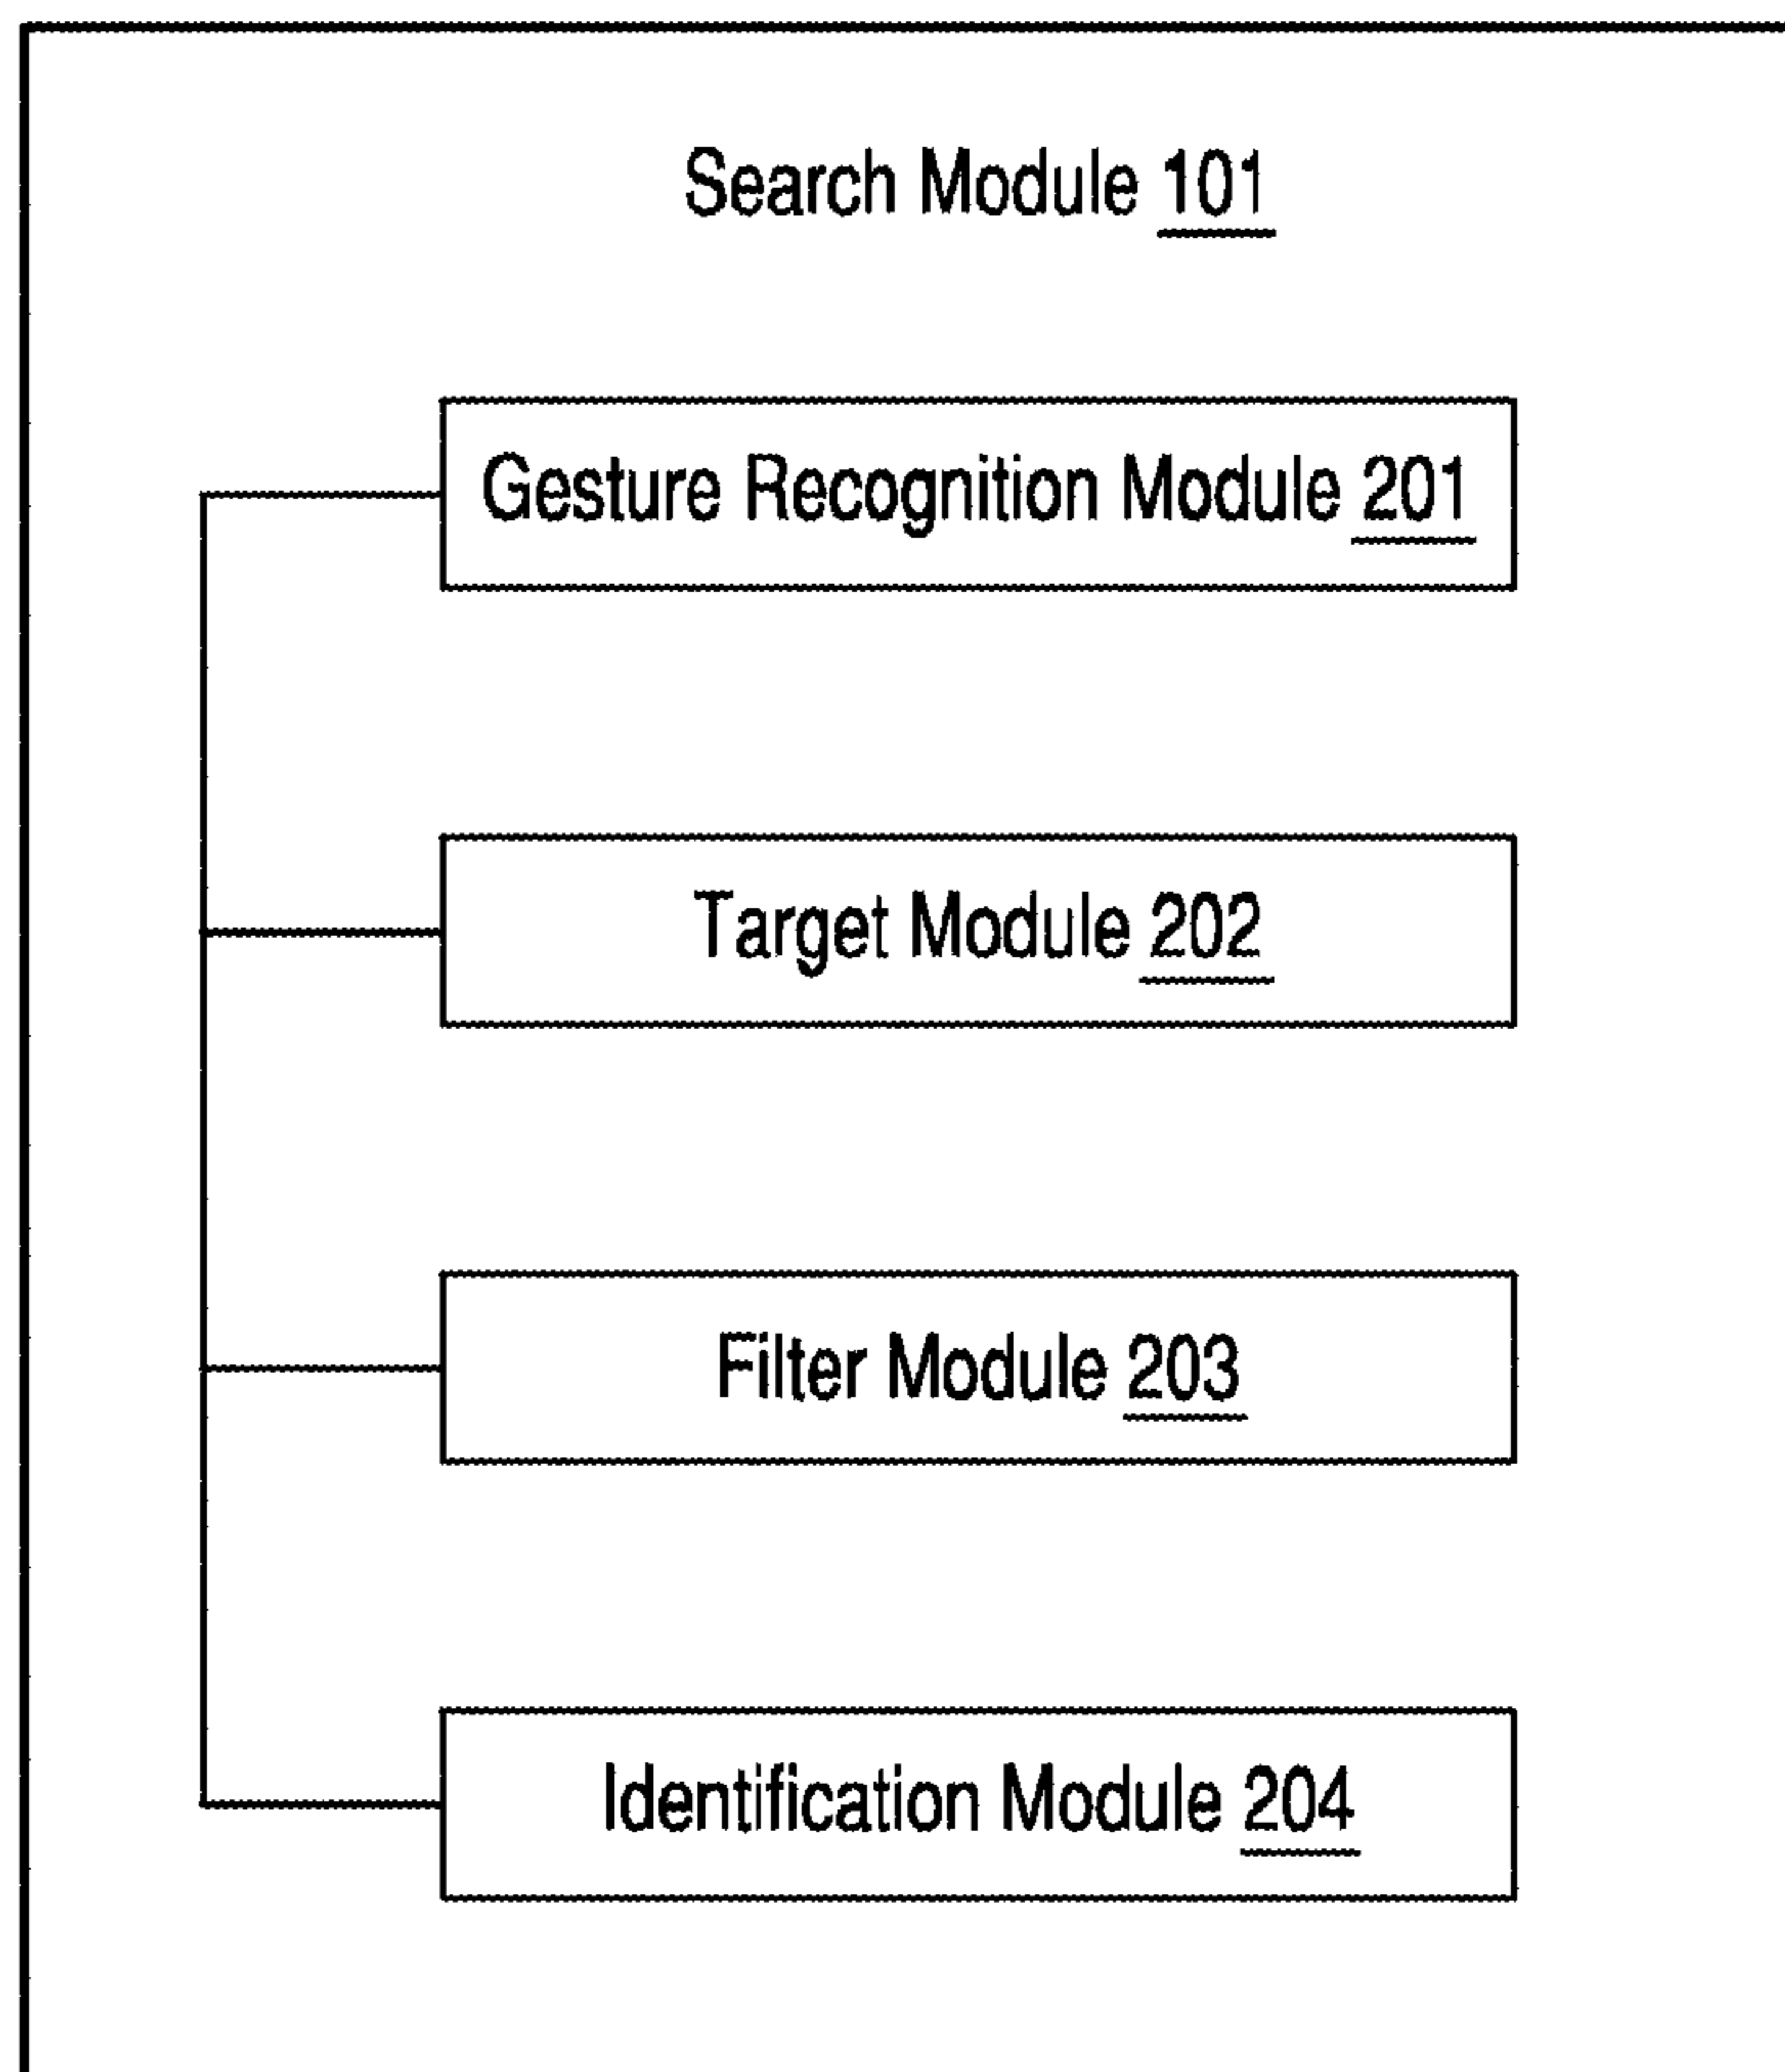 Search Module 101
Gesture Recognition Module 201
Target Module 202
Filter Module 203
Identification Module 204